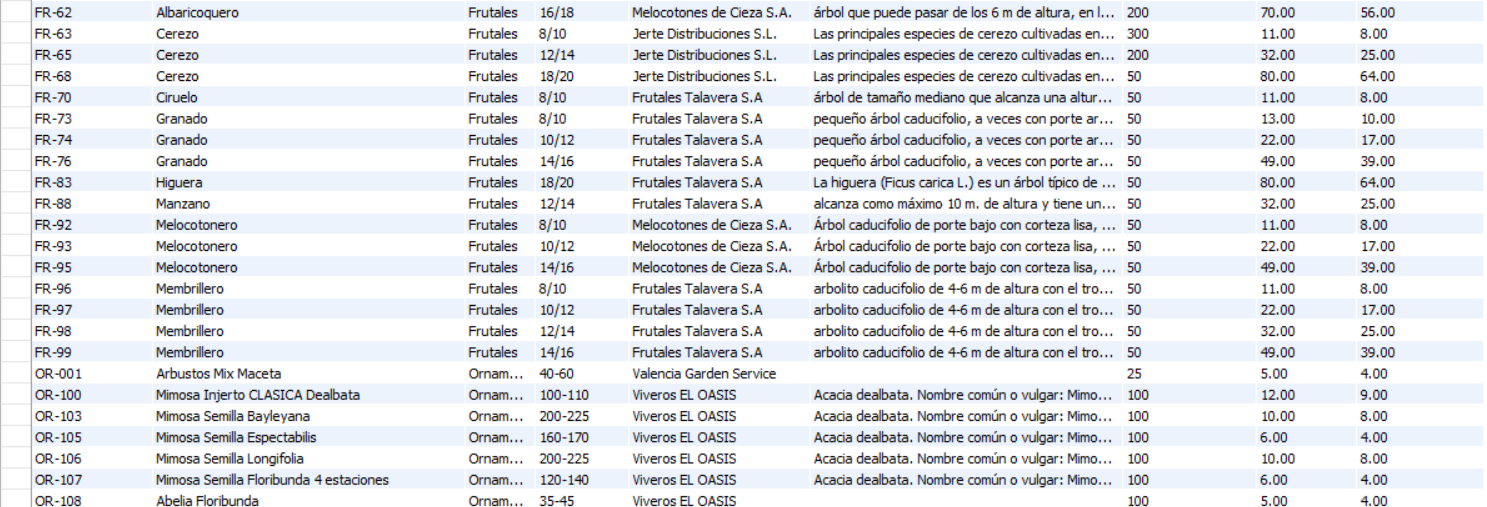 FR-62 Albaricoquero Frutales 16/18 Melocotones de Cieza S.A. árbol que puede pasar de los 6 m de altura, en l... 200 70.00 56.00
FR-63 Cerezo Frutales 8/10 Jerte Distribuciones S.L. Las principales especies de cerezo cultivadas en... 300 11.00 8.00
FR-65 Cerezo Frutales 12/14 Jerte Distribuciones S.L. Las principales especies de cerezo cultivadas en... 200 32.00 25.00
FR-68 Cerezo Frutales 18/20 Jerte Distribuciones S.L. Las principales especies de cerezo cultivadas en... 50 80.00 64.00
FR-70 Ciruelo Frutales 8/10 Frutales Talavera S.A árbol de tamaño mediano que alcanza una altur... 50 11.00 8.00
FR-73 Granado Frutales 8/10 Frutales Talavera S.A pequeño árbol caducifolio, a veces con porte ar... 50 13.00 10.00
FR-74 Granado Frutales 10/12 Frutales Talavera S.A pequeño árbol caducifolio, a veces con porte ar... 50 22.00 17.00
FR-76 Granado Frutales 14/16 Frutales Talavera S.A pequeño árbol caducifolio, a veces con porte ar... 50 49.00 39.00
FR-83 Higuera Frutales 18/20 Frutales Talavera S.A La higuera (Ficus carica L.) es un árbol típico de ... 50 80.00 64.00
FR-88 Manzano Frutales 12/14 Frutales Talavera S.A alcanza como máximo 10 m. de altura y tiene un... 50 32.00 25.00
FR-92 Melocotonero Frutales 8/10 Melocotones de Cieza S.A. Árbol caducifolio de porte bajo con corteza lisa, ... 50 11.00 8.00
FR-93 Melocotonero Frutales 10/12 Melocotones de Cieza S.A. Árbol caducifolio de porte bajo con corteza lisa, ... 50 22.00 17.00
FR-95 Melocotonero Frutales 14/16 Melocotones de Cieza S.A. Árbol caducifolio de porte bajo con corteza lisa, ... 50 49.00 39.00
FR-96 Membrillero Frutales 8/10 Frutales Talavera S.A arbolito caducifolio de 4-6 m de altura con el tro... 50 11.00 8.00
FR-97 Membrillero Frutales 10/12 Frutales Talavera S.A arbolito caducifolio de 4-6 m de altura con el tro... 50 22.00 17.00
FR-98 Membrillero Frutales 12/14 Frutales Talavera S.A arbolito caducifolio de 4-6 m de altura con el tro... 50 32.00 25.00
FR-99 Membrillero Frutales 14/16 Frutales Talavera S.A arbolito caducifolio de 4-6 m de altura con el tro... 50 49.00 39.00
OR-001 Arbustos Mix Maceta Ornam... 40-60 Valencia Garden Service 25 5.00 4.00
OR-100 Mimosa Injerto CLASICA Dealbata Ornam... 100-110 Viveros EL OASIS Acacia dealbata. Nombre común o vulgar: Mimo... 100 12.00 9.00
OR-103 Mimosa Semilla Bayleyana Ornam... 200-225 Viveros EL OASIS Acacia dealbata. Nombre común o vulgar: Mimo... 100 10.00 8.00
OR-105 Mimosa Semilla Espectabilis Ornam... 160-170 Viveros EL OASIS Acacia dealbata. Nombre común o vulgar: Mimo... 100 6.00 4.00
OR-106 Mimosa Semilla Longifolia Ornam... 200-225 Viveros EL OASIS Acacia dealbata. Nombre común o vulgar: Mimo... 100 10.00 8.00
OR-107 Mimosa Semilla Floribunda 4 estaciones Ornam... 120-140 Viveros EL OASIS Acacia dealbata. Nombre común o vulgar: Mimo... 100 6.00 4.00
OR-108 Abelia Floribunda Ornam... 35-45 Viveros EL OASIS 100 5.00 4.00